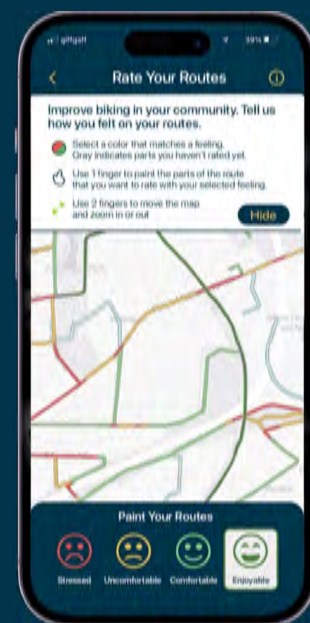 giffgaff 39%
Rate Your Routes
Improve biking in your community. Tell us
how you felt on your routes.
Select a color that matches a feeling.
Gray indicates parts you haven't rated yet.
Use 1 finger to paint the parts of the route
that you want to rate with your selected feeling.
Use 2 fingers to move the map
and zoom in or out
Hide
Paint Your Routes
Stressed Uncomfortable Comfortable Enjoyable